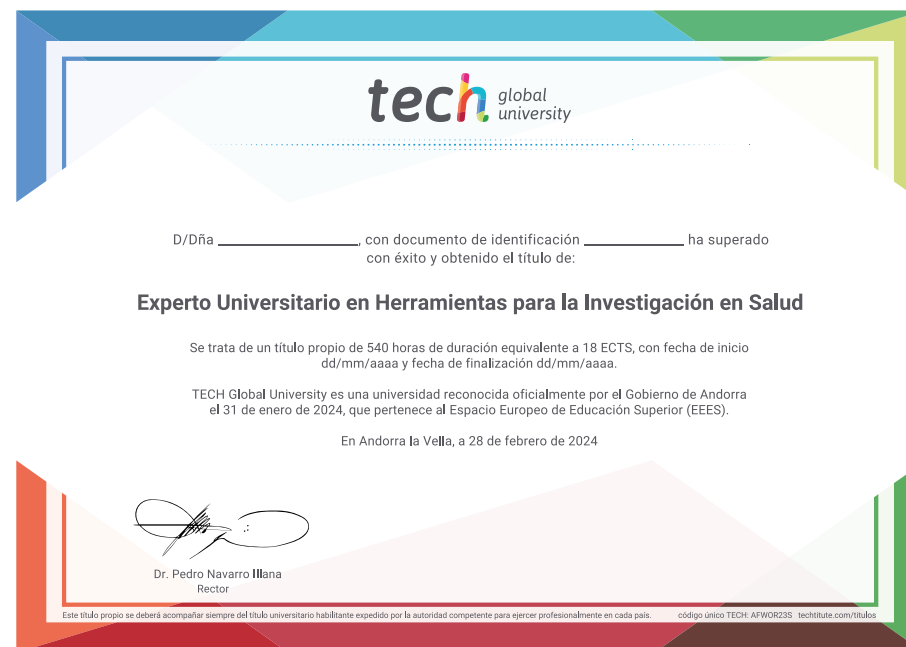 tech global university
D/Dña ____________, con documento de identificación ____________ ha superado
con éxito y obtenido el título de:
Experto Universitario en Herramientas para la Investigación en Salud
Se trata de un título propio de 540 horas de duración equivalente a 18 ECTS, con fecha de inicio
dd/mm/aaaa y fecha de finalización dd/mm/aaaa.
TECH Global University es una universidad reconocida oficialmente por el Gobierno de Andorra
el 31 de enero de 2024, que pertenece al Espacio Europeo de Educación Superior (EEES).
En Andorra la Vella, a 28 de febrero de 2024
Dr. Pedro Navarro Illana
Rector
Este título propio se deberá acompañar siempre del título universitario habilitante expedido por la autoridad competente para ejercer profesionalmente en cada país. código único TECH: AFWOR23S techtitute.com/titulos